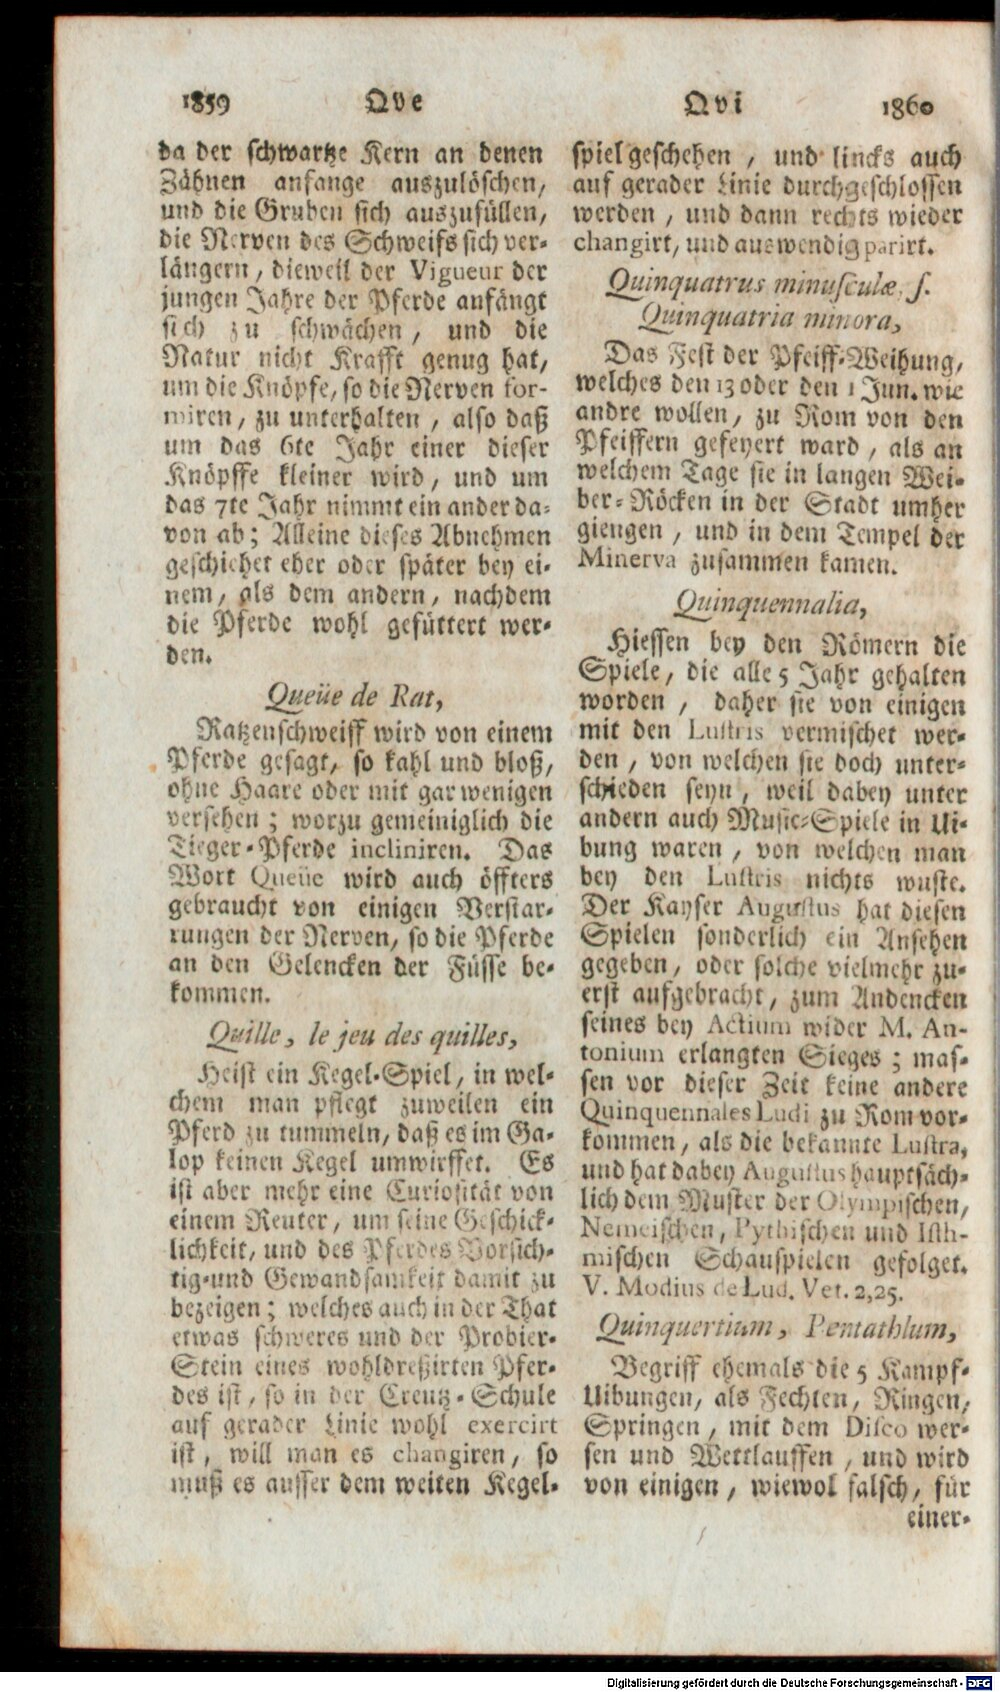 1859 Qve
da der schwartze Kern an denen
Zähnen anfange auszulöschen,
und die Gruben sich auszufüllen,
die Nerven des Schweifs sich ver-
längern, dieweil der Vigueur der
jungen Jahre der Pferde anfängt
sich zu schwächen, und die
Natur nicht Krafft genug hat,
um die Knöpfe, so die Nerven for-
miren, zu unterhalten, also daß
um das 6te Jahr einer dieser
Knöpffe kleiner wird, und um
das 7te Jahr nimmt ein ander da-
von ab; Alleine dieses Abnehmen
geschiehet eher oder später bey ei-
nem, als dem andern, nachdem
die Pferde wohl gefüttert wer-
den.
Queüe de Rat,
Ratzenschweiff wird von einem
Pferde gesagt, so kahl und bloß,
ohne Haare oder mit gar wenigen
versehen; worzu gemeiniglich die
Tieger-Pferde incliniren. Das
Wort Queüe wird auch öffters
gebraucht von einigen Verstar-
rungen der Nerven, so die Pferde
an den Gelencken der Füsse be-
kommen.
Quille, le jeu des quilles,
Heist ein Kegel-Spiel, in wel-
chem man pflegt zuweilen ein
Pferd zu tummeln, daß es im Ga-
lop keinen Kegel umwirffet. Es
ist aber mehr eine Curiosität von
einem Reuter, um seine Geschick-
lichkeit, und des Pferdes Vorsich-
tig-und Gewandsamkeit damit zu
bezeigen; welches auch in der That
etwas schweres und der Probier-
Stein eines wohldreßirten Pfer-
des ist, so in der Creutz-Schule
auf gerader Linie wohl exercirt
ist, will man es changiren, so
muß es ausser dem weiten Kegel-
Qvi 1860
spiel geschehen, und lincks auch
auf gerader Linie durchgeschlossen
werden, und dann rechts wieder
changirt, und auswendig parirt.
Quinquatrus minusculæ, s.
Quinquatria minora,
Das Fest der Pfeiff-Weihung,
welches den 13 oder den 1 Jun. wie
andre wollen, zu Rom von den
Pfeiffern gefeyert ward, als an
welchem Tage sie in langen Wei-
ber-Röcken in der Stadt umher
giengen, und in dem Tempel der
Minerva zusammen kamen.
Quinquennalia,
Hiessen bey den Römern die
Spiele, die alle 5 Jahr gehalten
worden, daher sie von einigen
mit den Lustris vermischet wer-
den, von welchen sie doch unter-
schieden seyn, weil dabey unter
andern auch Music-Spiele in Ui-
bung waren, von welchen man
bey den Lustris nichts wuste.
Der Kayser Augustus hat diesen
Spielen sonderlich ein Ansehen
gegeben, oder solche vielmehr zu-
erst aufgebracht, zum Andencken
seines bey Actium wider M. An-
tonium erlangten Sieges; mas-
sen vor dieser Zeit keine andere
Quinquennales Ludi zu Rom vor-
kommen, als die bekannte Lustra,
und hat dabey Augustus hauptsäch-
lich dem Muster der Olympischen,
Nemeischen, Pythischen und Isth-
mischen Schauspielen gefolget.
V. Modius de Lud. Vet. 2,25.
Quinquertium, Pentathlum,
Begriff ehemals die 5 Kampf-
Uibungen, als Fechten, Ringen,
Springen, mit dem Disco wer-
fen und Wettlauffen, und wird
von einigen, wiewol falsch, für
einer-
Digitalisierung gefördert durch die Deutsche Forschungsgemeinschaft - DFG